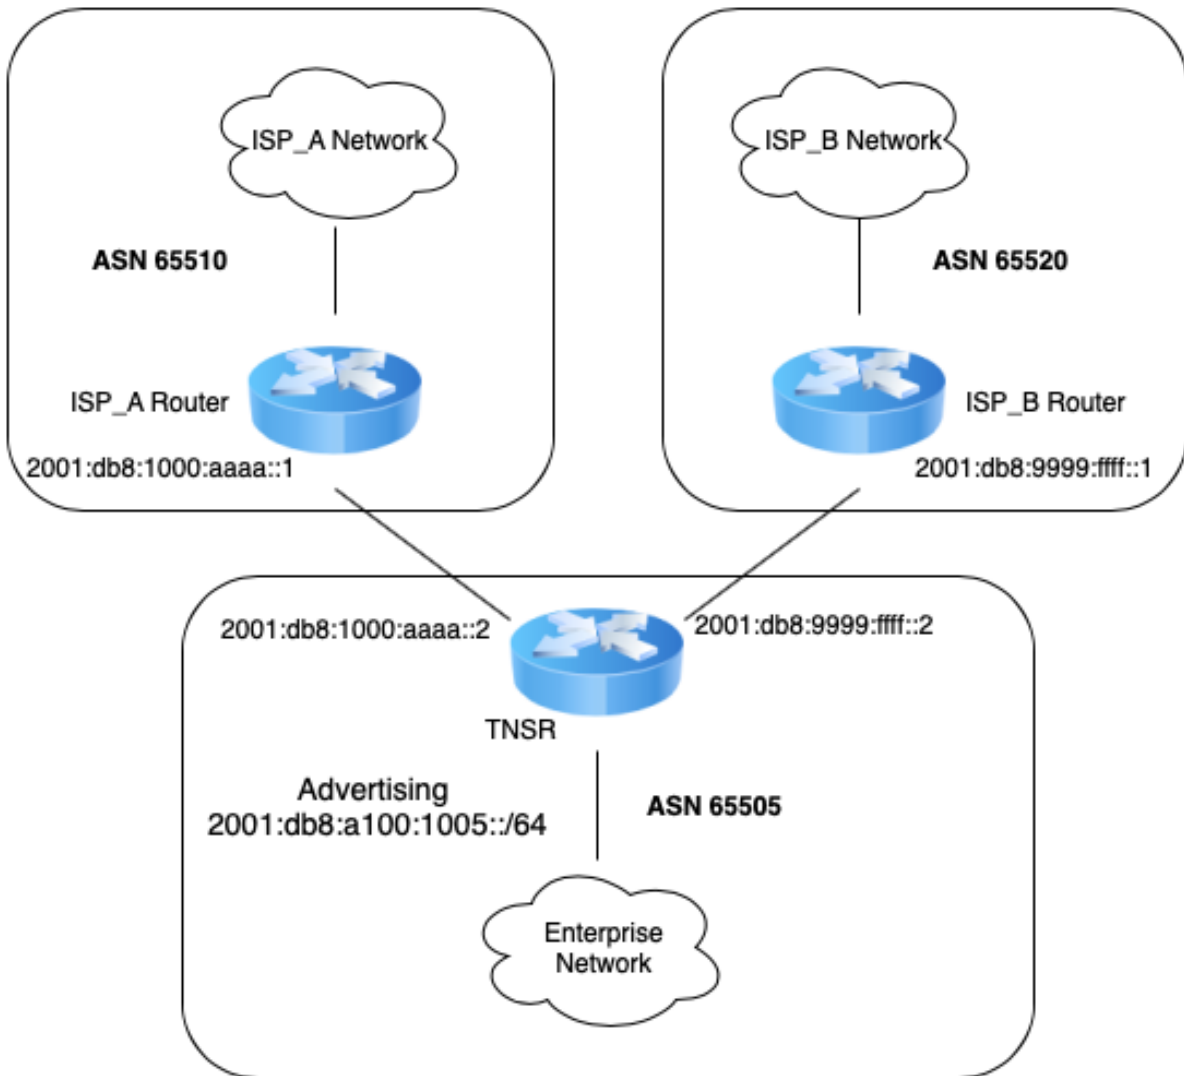 ISP_A Network
ISP_B Network
ASN 65510
ASN 65520
ISP_A Router
ISP_B Router
2001:db8:1000:aaaa::1
2001:db8:9999:ffff::1
2001:db8:1000:aaaa::2
2001:db8:9999:ffff::2
TNSR
Advertising
2001:db8:a100:1005::/64
ASN 65505
Enterprise
Network